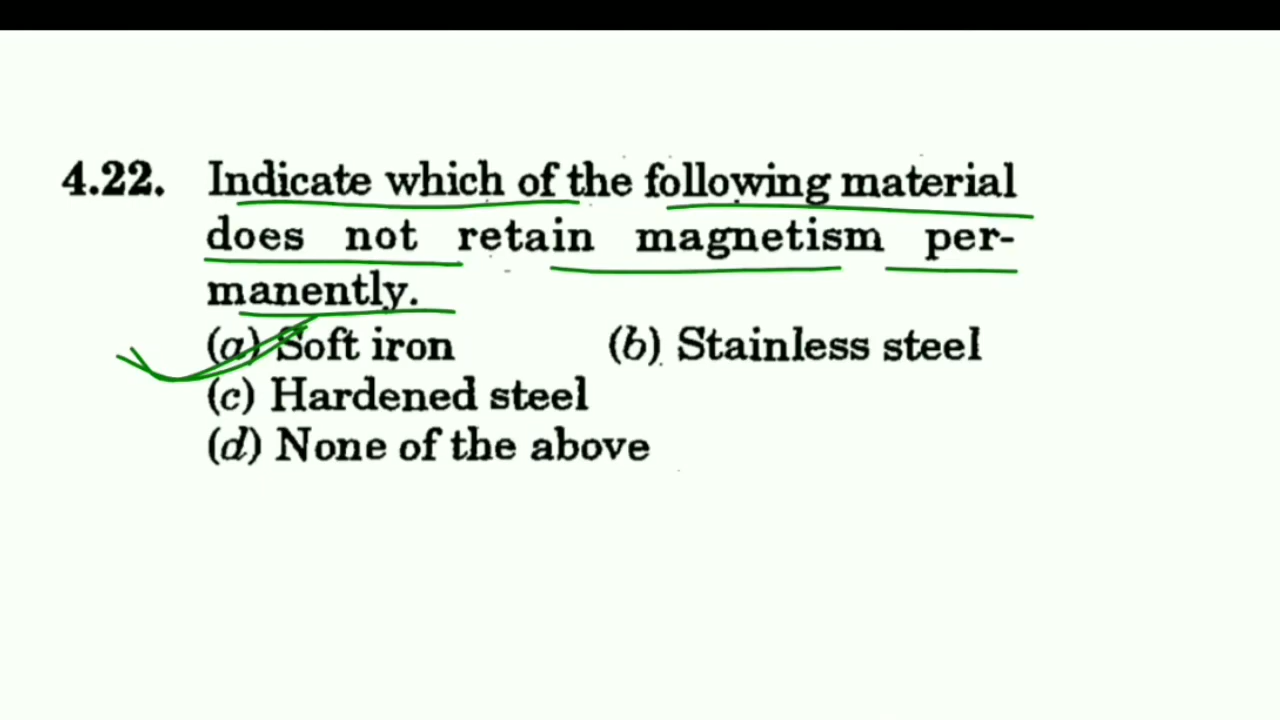 4.22. Indicate which of the following material
does not retain magnetism per-
manently.
(a) Soft iron (b) Stainless steel
(c) Hardened steel
(d) None of the above